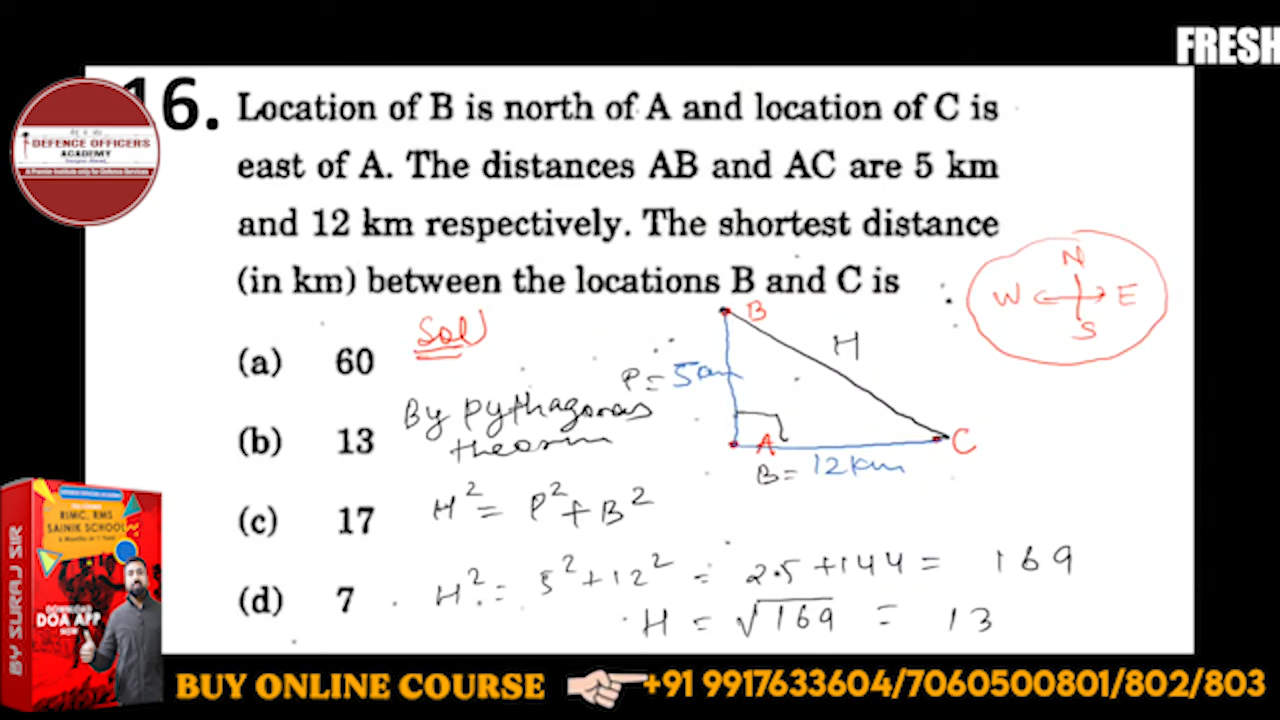 FRESH
16.
Location of B is north of A and location of C is
east of A. The distances AB and AC are 5 km
and 12 km respectively. The shortest distance
(in km) between the locations B and C is
(a) 60
(b) 13
(c) 17
(d) 7
Sol
By pythagoras
theorem
H² = P² + B²
H² = 5² + 12² = 25 + 144 = 169
H = √169 = 13
B
H
P = 5km
A
C
B = 12km
N
W E
S
DEFENCE OFFICER'S
ACADEMY
RIMC, RMS
SAINIK SCHOOL
DOWNLOAD
DOA APP
NOW
BY SURAJ SIR
BUY ONLINE COURSE +91 9917633604/7060500801/802/803